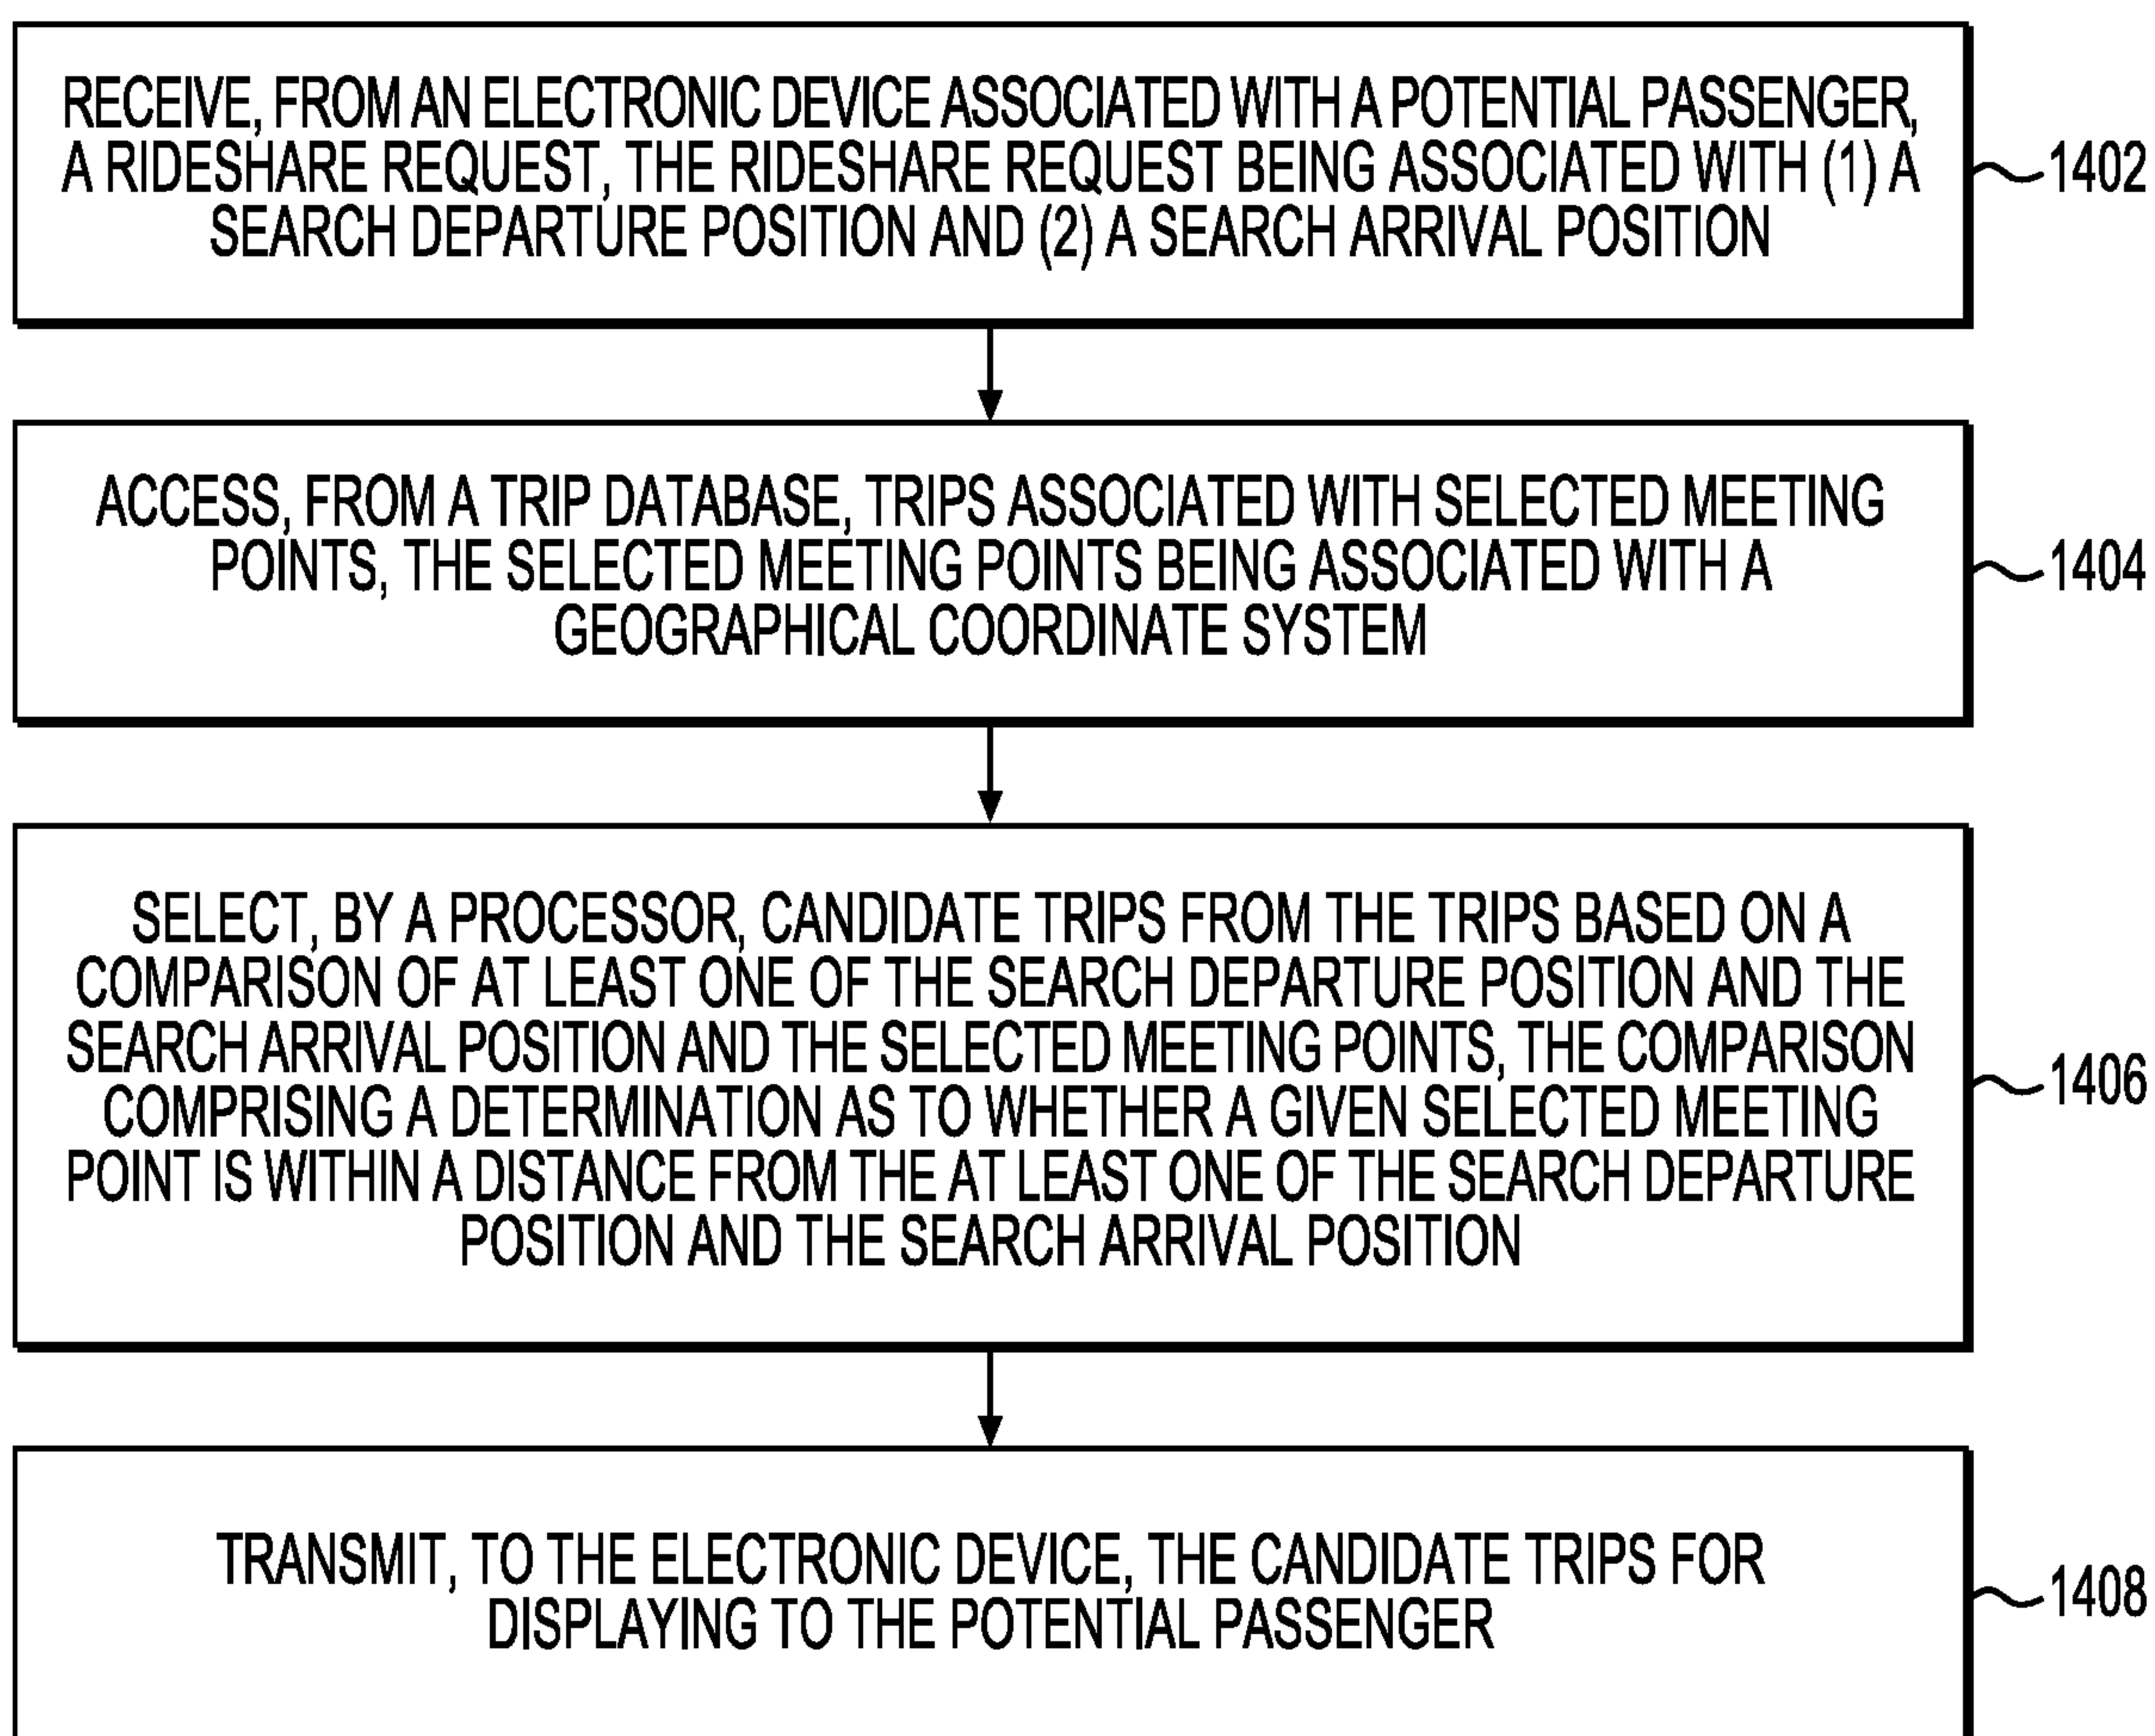 RECEIVE, FROM AN ELECTRONIC DEVICE ASSOCIATED WITH A POTENTIAL PASSENGER,
A RIDESHARE REQUEST, THE RIDESHARE REQUEST BEING ASSOCIATED WITH (1) A
SEARCH DEPARTURE POSITION AND (2) A SEARCH ARRIVAL POSITION
1402
ACCESS, FROM A TRIP DATABASE, TRIPS ASSOCIATED WITH SELECTED MEETING
POINTS, THE SELECTED MEETING POINTS BEING ASSOCIATED WITH A
GEOGRAPHICAL COORDINATE SYSTEM
1404
SELECT, BY A PROCESSOR, CANDIDATE TRIPS FROM THE TRIPS BASED ON A
COMPARISON OF AT LEAST ONE OF THE SEARCH DEPARTURE POSITION AND THE
SEARCH ARRIVAL POSITION AND THE SELECTED MEETING POINTS, THE COMPARISON
COMPRISING A DETERMINATION AS TO WHETHER A GIVEN SELECTED MEETING
POINT IS WITHIN A DISTANCE FROM THE AT LEAST ONE OF THE SEARCH DEPARTURE
POSITION AND THE SEARCH ARRIVAL POSITION
1406
TRANSMIT, TO THE ELECTRONIC DEVICE, THE CANDIDATE TRIPS FOR
DISPLAYING TO THE POTENTIAL PASSENGER
1408